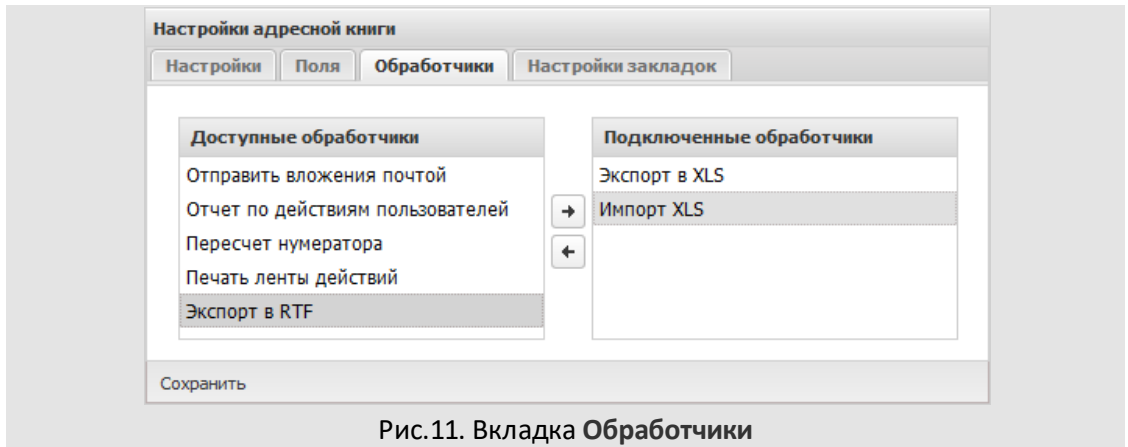 Настройки адресной книги
Настройки Поля Обработчики Настройки закладок
Доступные обработчики
Отправить вложения почтой
Отчет по действиям пользователей
Пересчет нумератора
Печать ленты действий
Экспорт в RTF
Подключенные обработчики
Экспорт в XLS
Импорт XLS
Сохранить
Рис.11. Вкладка Обработчики